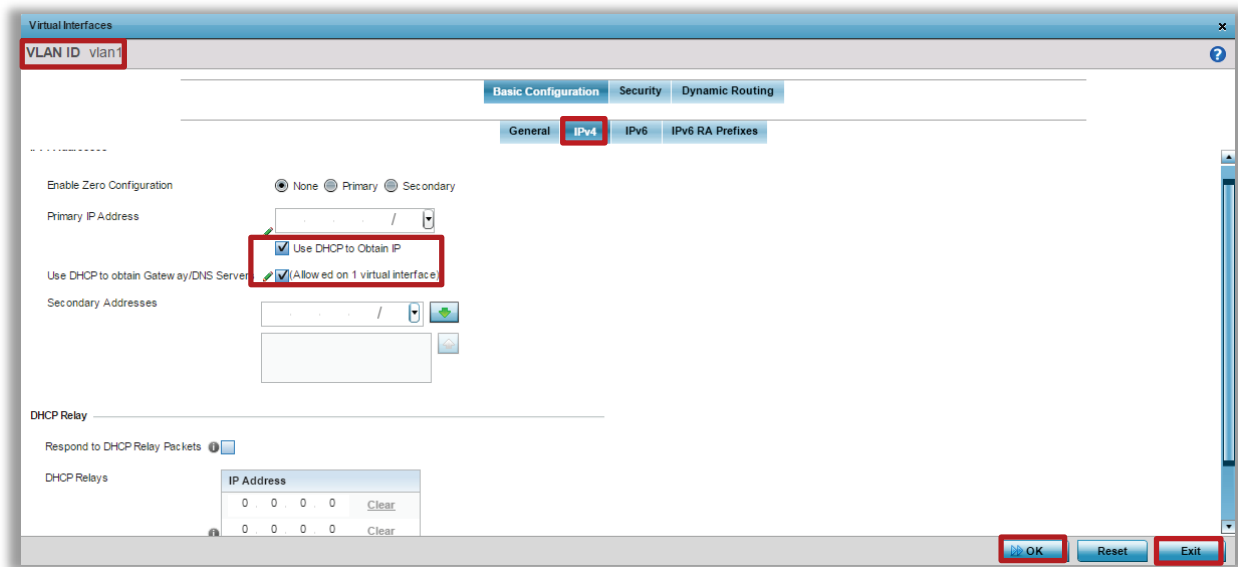 Virtual Interfaces
VLAN ID vlan1
Basic Configuration Security Dynamic Routing
General IPv4 IPv6 IPv6 RA Prefixes
Enable Zero Configuration None Primary Secondary
Primary IP Address . . . /
Use DHCP to Obtain IP
Use DHCP to obtain Gateway/DNS Servers (Allowed on 1 virtual interface)
Secondary Addresses . . . /
DHCP Relay
Respond to DHCP Relay Packets
DHCP Relays
IP Address
0 . 0 . 0 . 0 Clear
0 . 0 . 0 . 0 Clear
OK Reset Exit